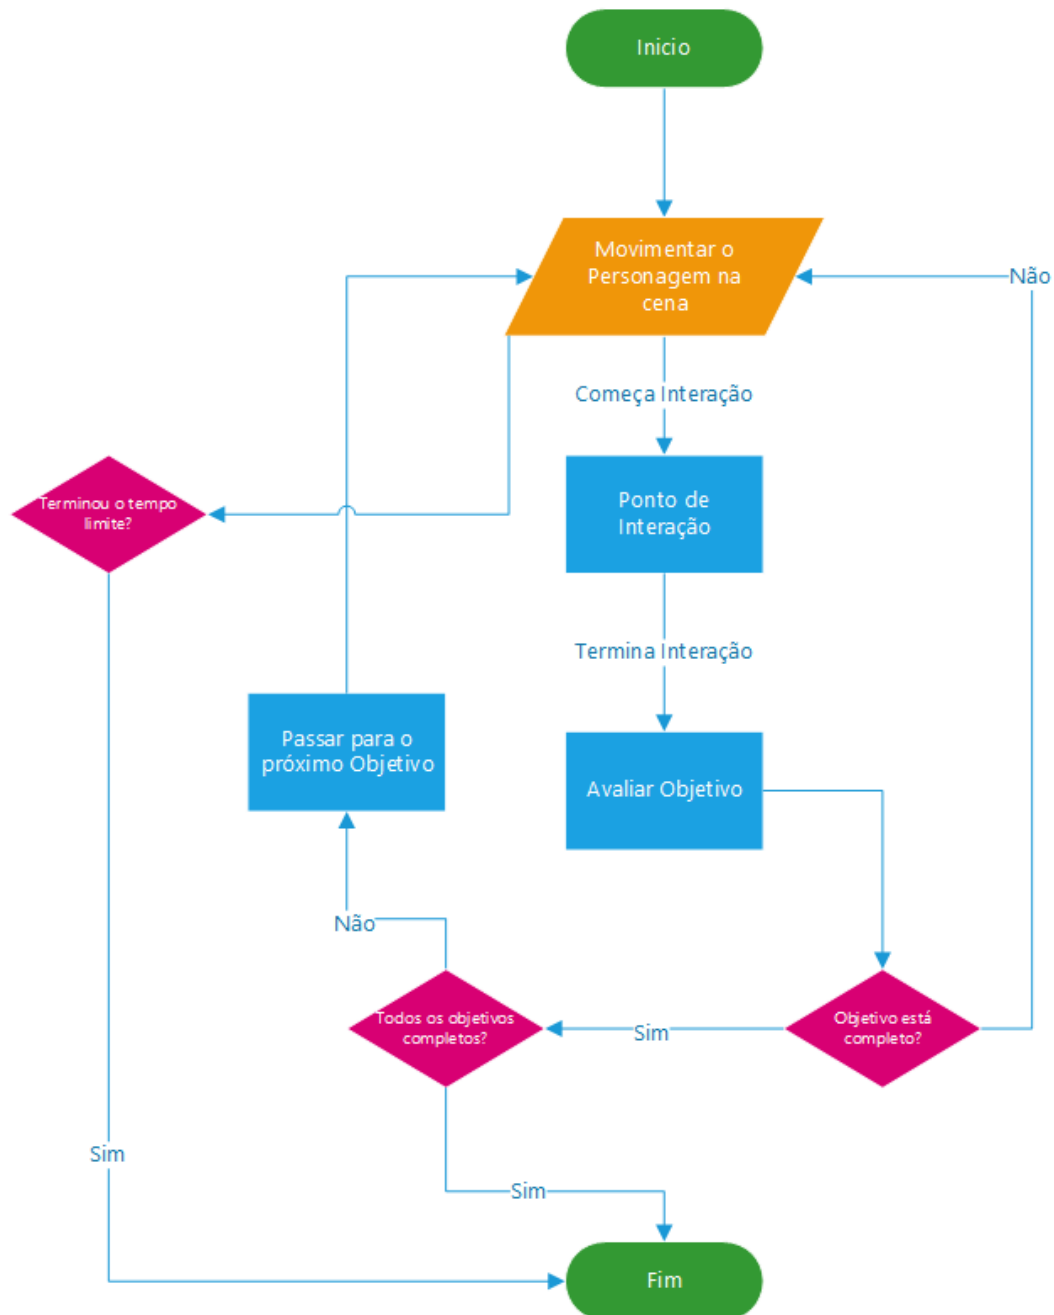 Inicio
Movimentar o
Personagem na
cena
Não
Começa Interação
Terminou o tempo
limite?
Ponto de
Interação
Termina Interação
Passar para o
próximo Objetivo
Avaliar Objetivo
Não
Todos os objetivos
completos?
Sim
Objetivo está
completo?
Sim
Sim
Fim